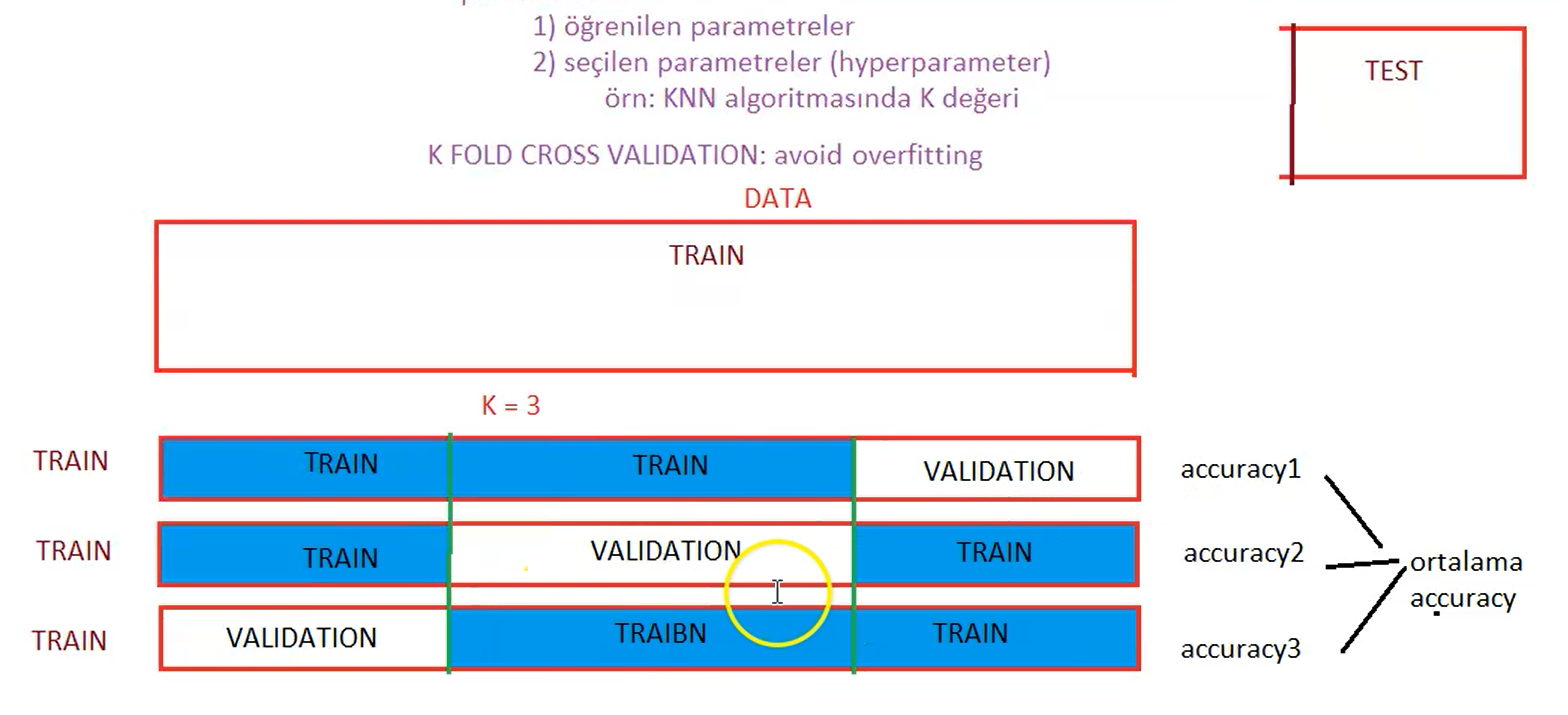 1) öğrenilen parametreler
2) seçilen parametreler (hyperparameter)
örn: KNN algoritmasında K değeri
TEST
K FOLD CROSS VALIDATION: avoid overfitting
DATA
TRAIN
K = 3
TRAIN TRAIN TRAIN VALIDATION accuracy1
TRAIN TRAIN VALIDATION TRAIN accuracy2
TRAIN VALIDATION TRAIBN TRAIN accuracy3
ortalama
accuracy